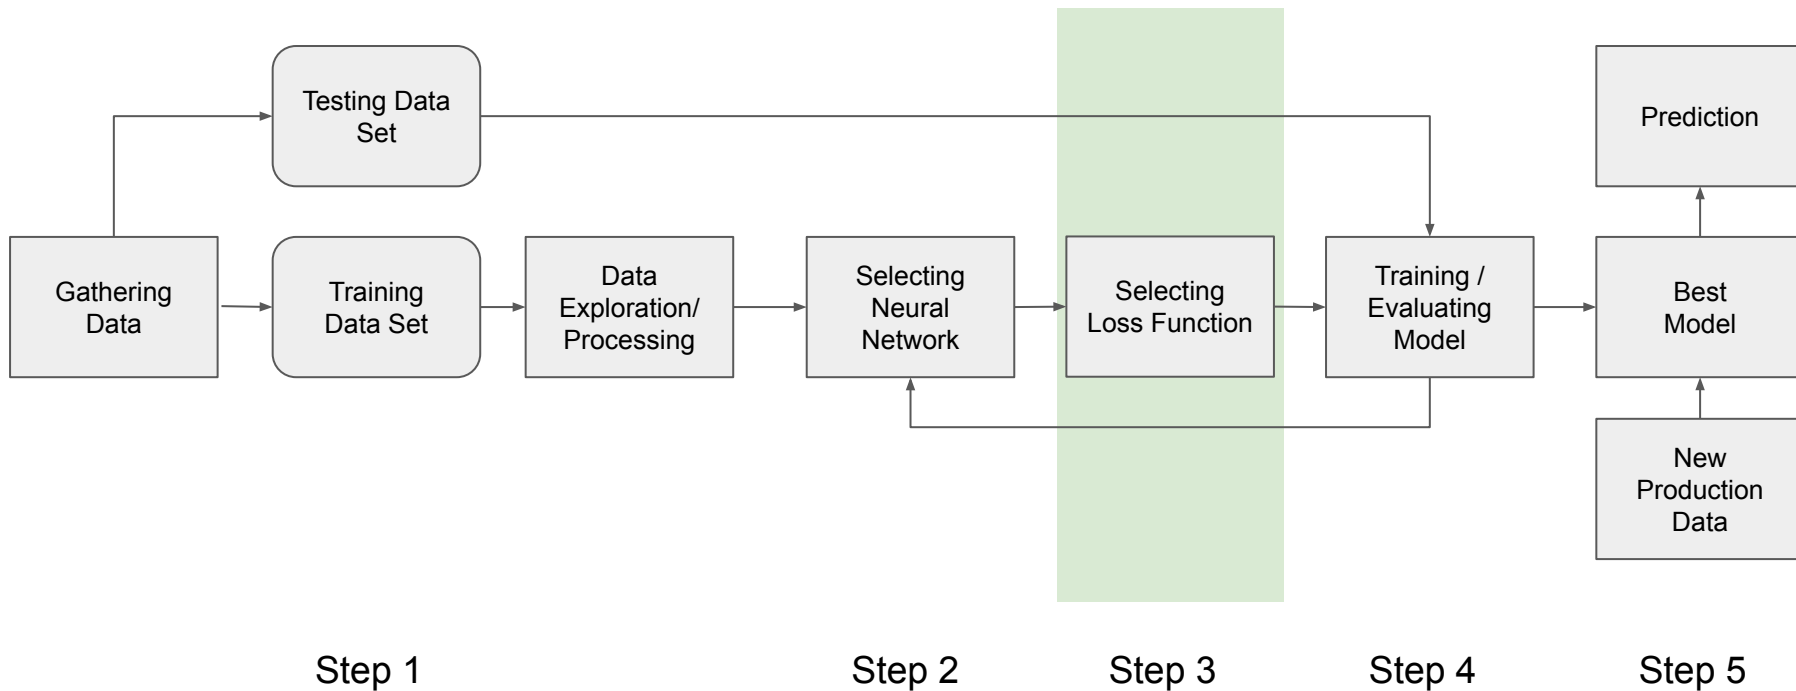 Testing Data
Set
Prediction
Gathering
Data
Training
Data Set
Data
Exploration/
Processing
Selecting
Neural
Network
Selecting
Loss Function
Training /
Evaluating
Model
Best
Model
New
Production
Data
Step 1
Step 2
Step 3
Step 4
Step 5